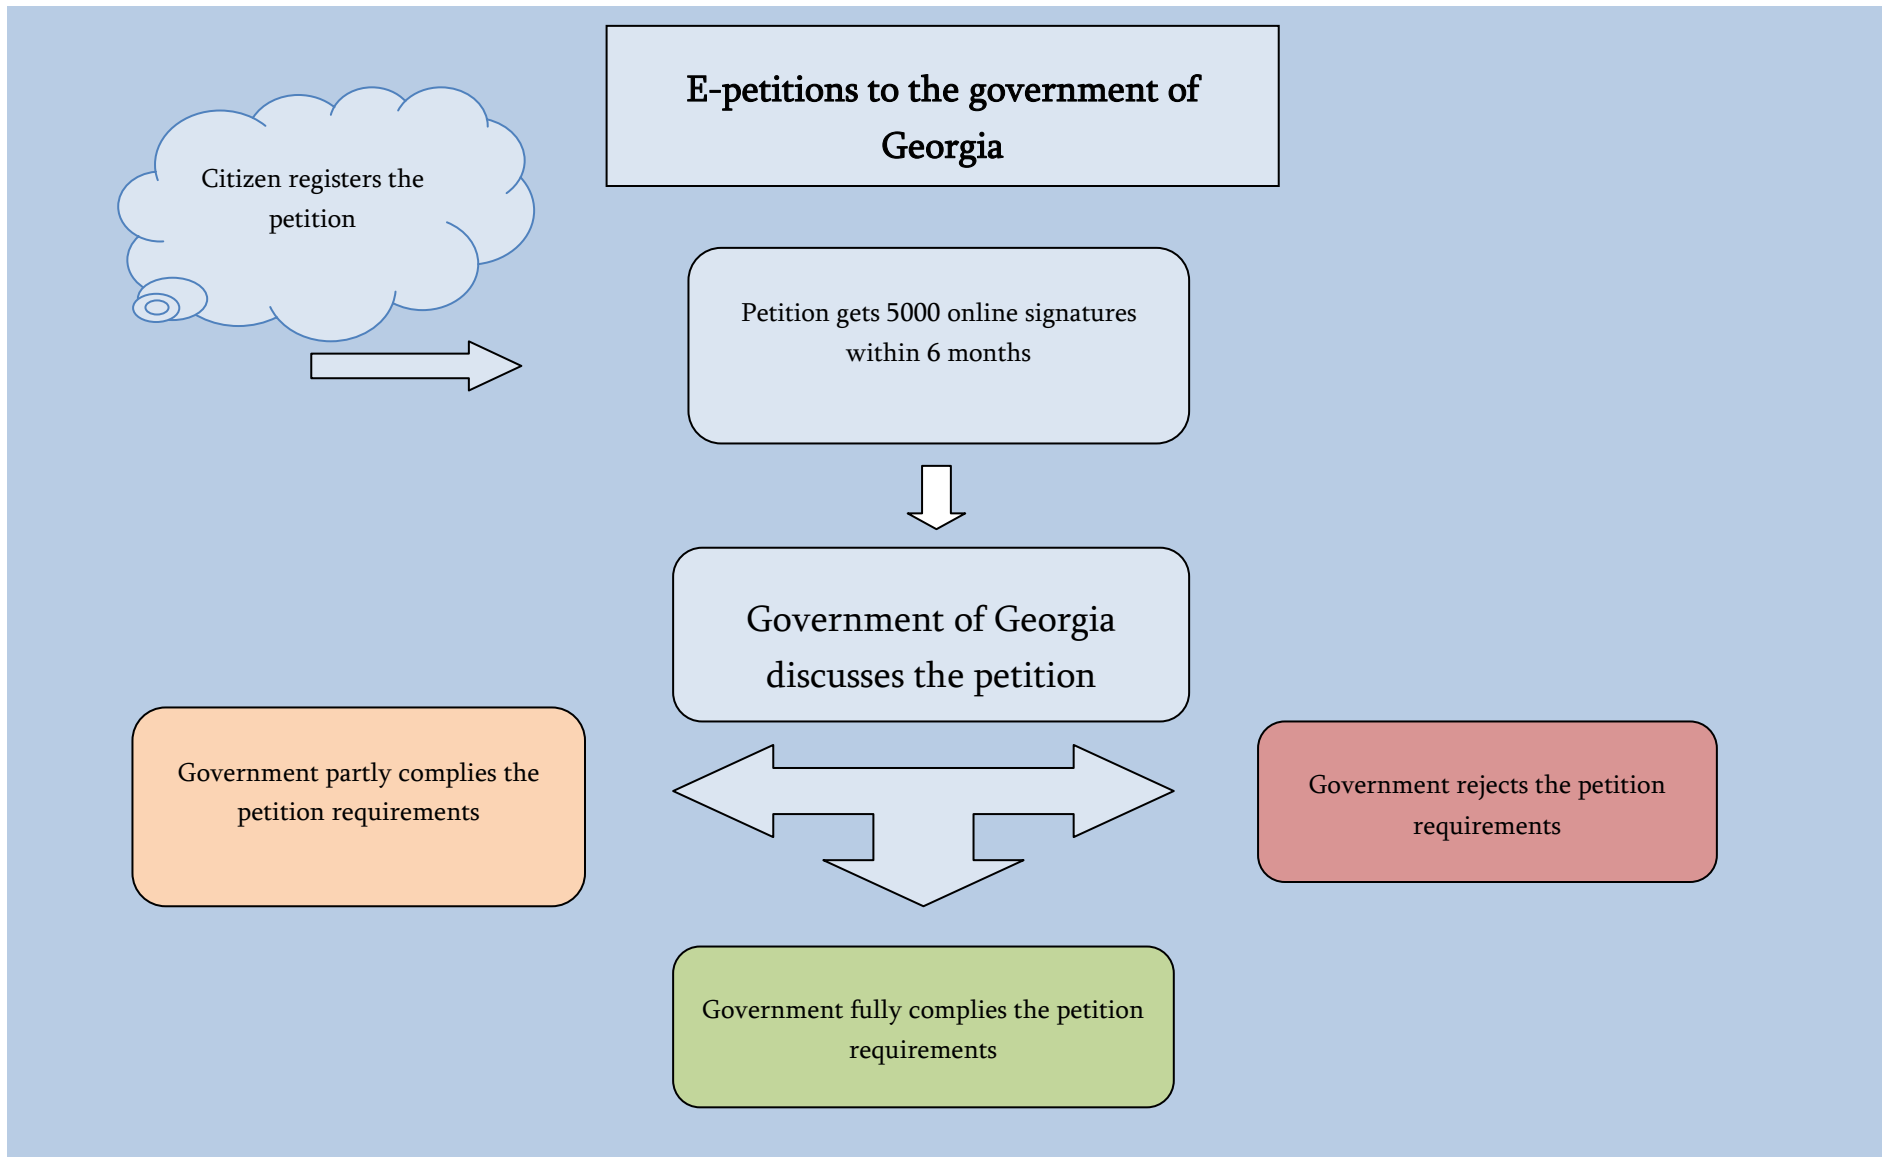 E-petitions to the government of
Georgia
Citizen registers the
petition
Petition gets 5000 online signatures
within 6 months
Government of Georgia
discusses the petition
Government partly complies the
petition requirements
Government rejects the petition
requirements
Government fully complies the petition
requirements